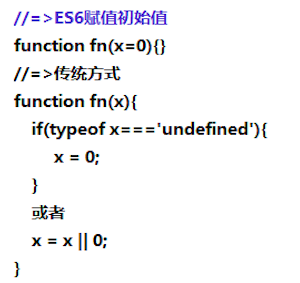 //=>ES6赋值初始值
function fn(x=0){}
//=>传统方式
function fn(x){
if(typeof x==='undefined'){
x = 0;
}
或者
x = x || 0;
}